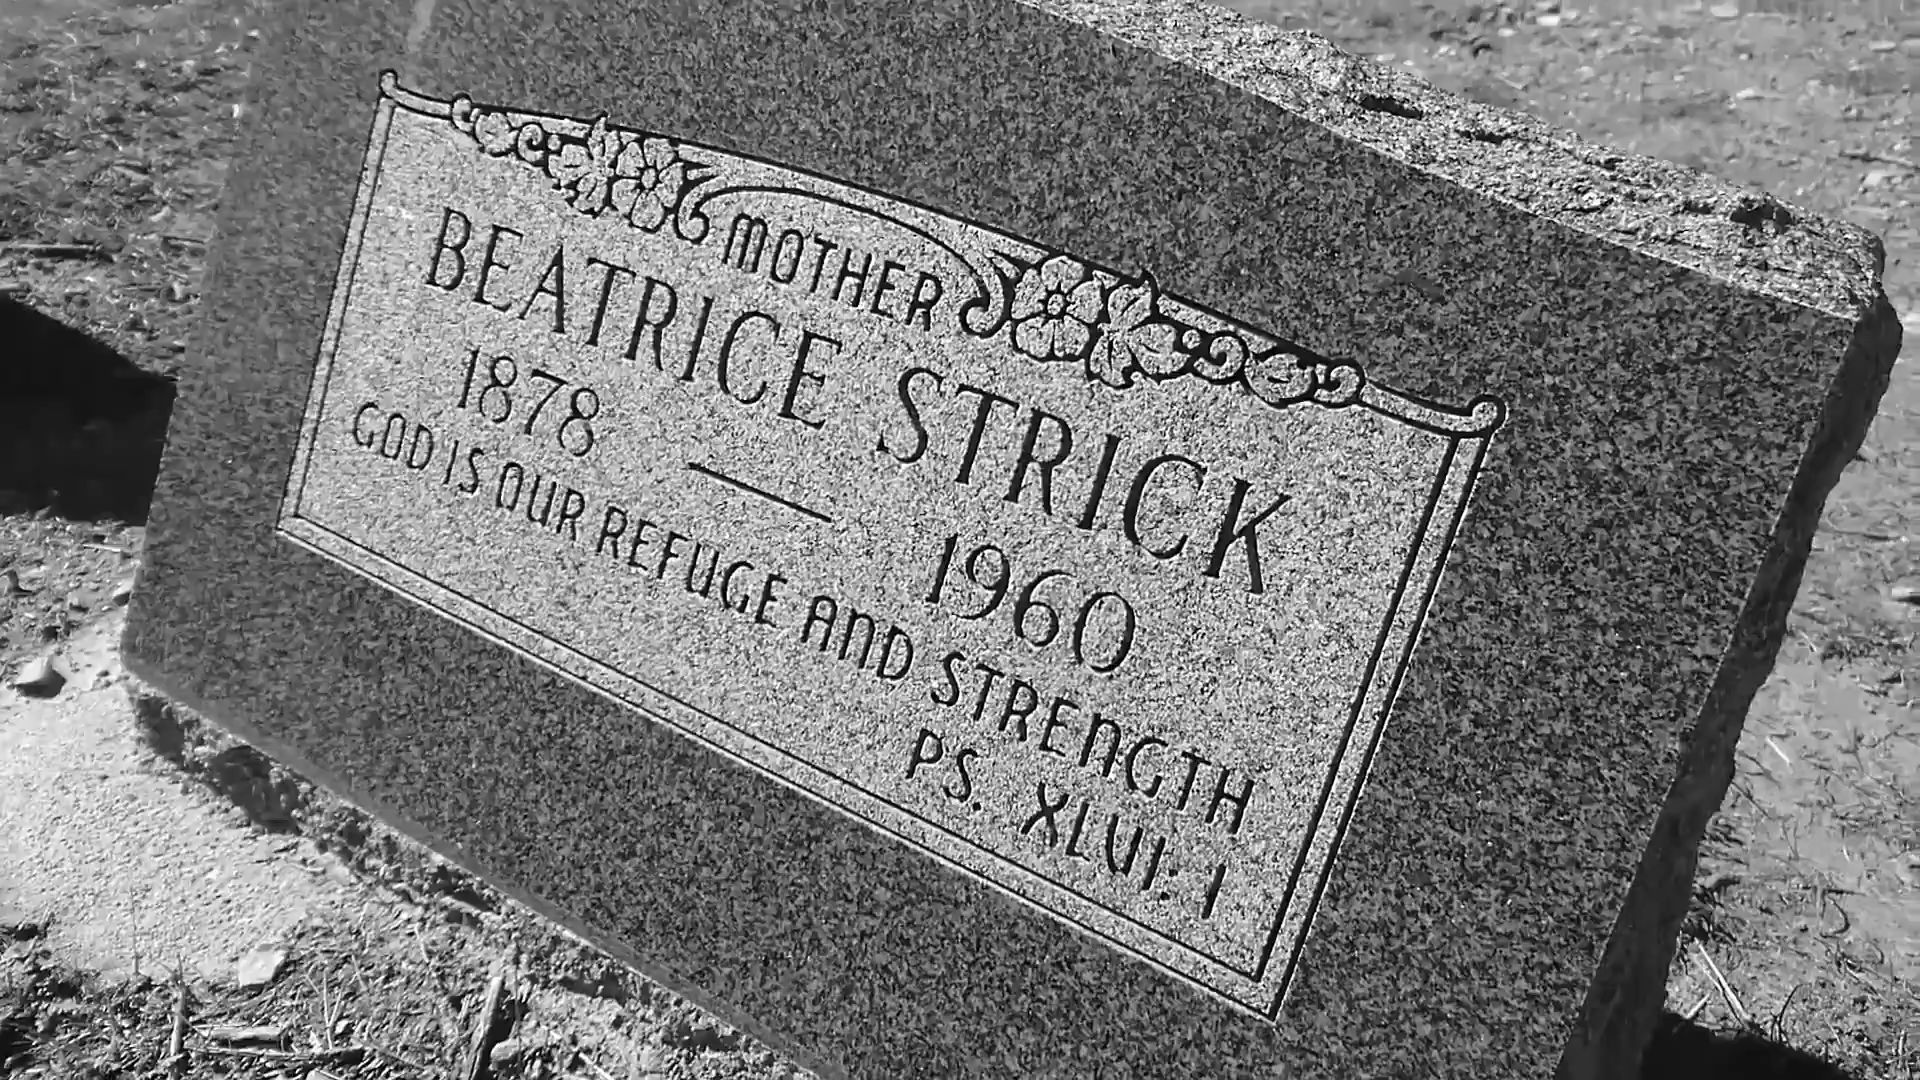 MOTHER
BEATRICE STRICK
1878 — 1960
GOD IS OUR REFUGE AND STRENGTH
PS. XLVI: 1